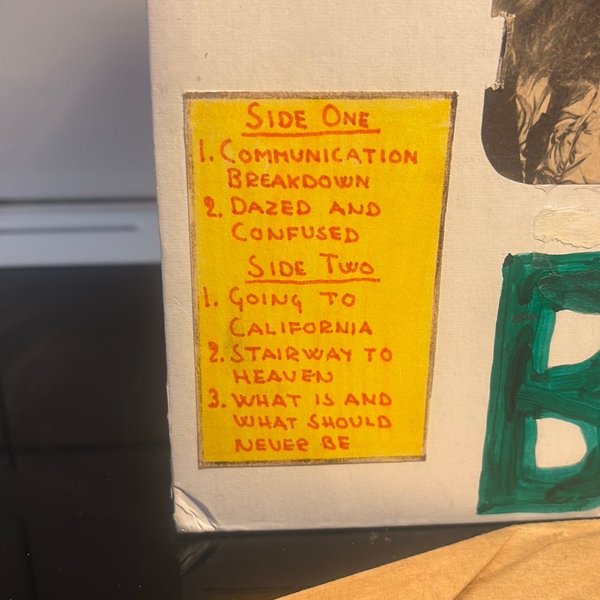 SIDE ONE
1. COMMUNICATION
BREAKDOWN
2. DAZED AND
CONFUSED
SIDE TWO
1. GOING TO
CALIFORNIA
2. STAIRWAY TO
HEAVEN
3. WHAT IS AND
WHAT SHOULD
NEVER BE
B